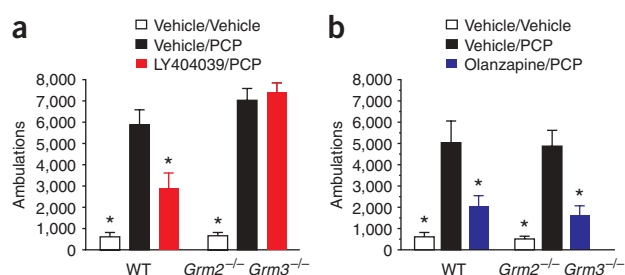 a
Vehicle/Vehicle
Vehicle/PCP
LY404039/PCP
8,000
7,000
6,000
5,000
4,000
3,000
2,000
1,000
0
Ambulations
*
*
*
WT
Grm2–/– Grm3–/–
b
Vehicle/Vehicle
Vehicle/PCP
Olanzapine/PCP
8,000
7,000
6,000
5,000
4,000
3,000
2,000
1,000
0
Ambulations
*
*
*
*
WT
Grm2–/– Grm3–/–